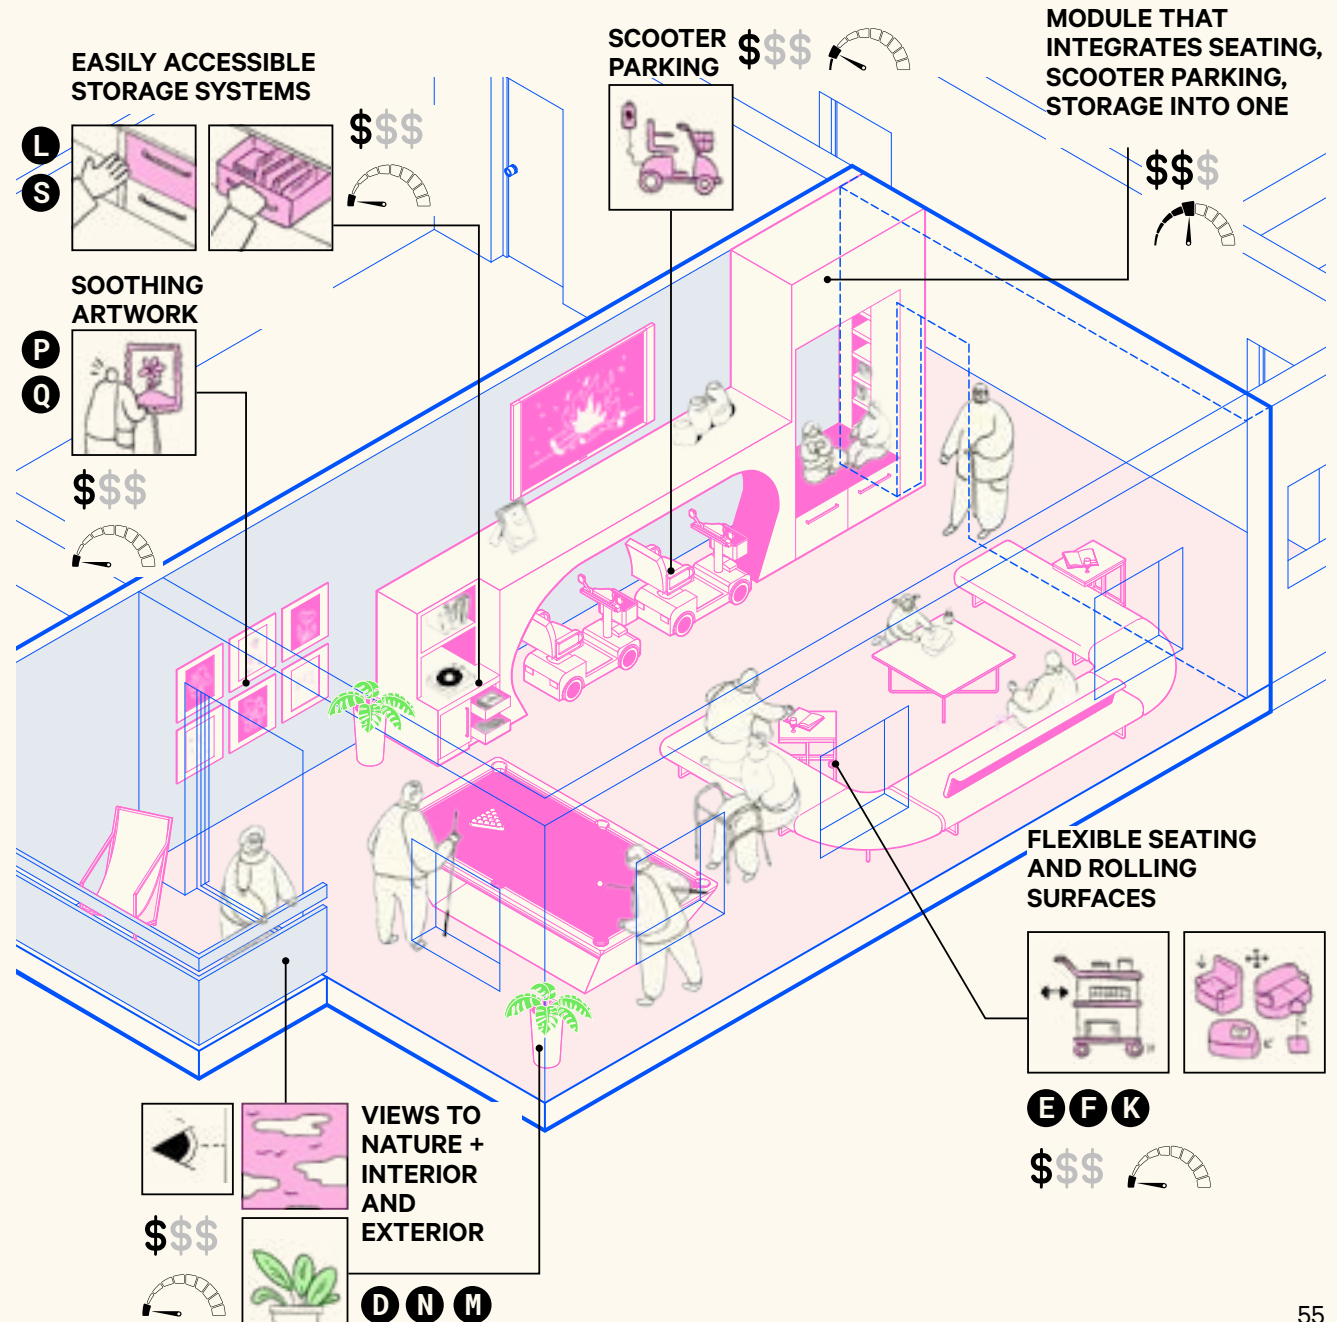 EASILY ACCESSIBLE
STORAGE SYSTEMS
L
S
$$$
SCOOTER
PARKING
$$$
MODULE THAT
INTEGRATES SEATING,
SCOOTER PARKING,
STORAGE INTO ONE
$$$
SOOTHING
ARTWORK
P
Q
$$$
FLEXIBLE SEATING
AND ROLLING
SURFACES
E F K
$$$
VIEWS TO
NATURE +
INTERIOR
AND
EXTERIOR
$$$
D N M
55